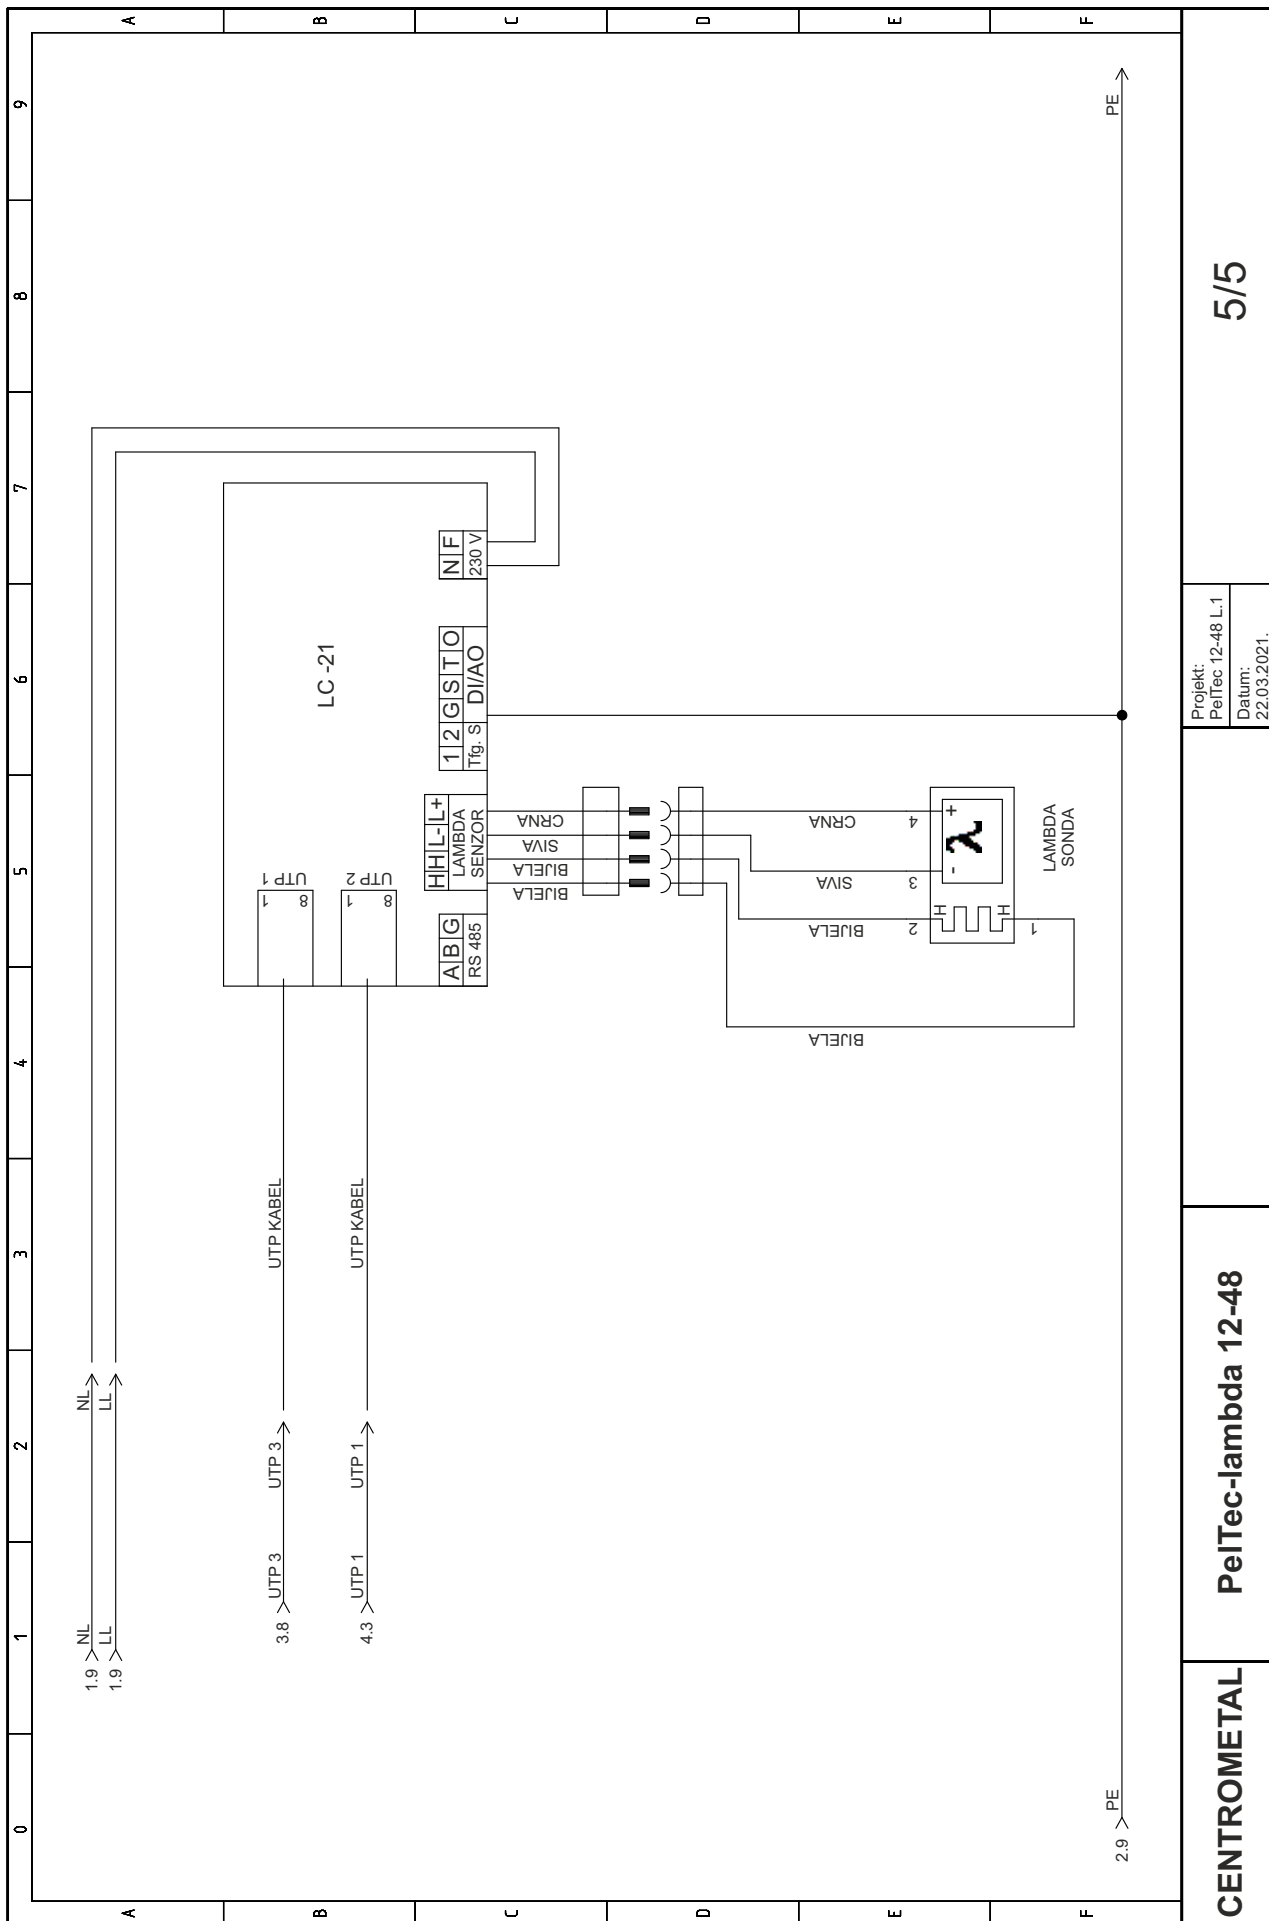 0 1 2 3 4 5 6 7 8 9
A A
B B
C C
D D
E E
F F
1.9 NL NL
1.9 LL LL
3.8 UTP 3 UTP 3 UTP KABEL
4.3 UTP 1 UTP 1 UTP KABEL
UTP 1
8 1
UTP 2
8 1
LC -21
A B G
RS 485
H H L- L+
LAMBDA
SENZOR
1 2 G S T O
Tfg. S DI/AO
N F
230 V
BIJELA
BIJELA
SIVA
CRNA
BIJELA
BIJELA
SIVA
CRNA
2 3 4
H - λ +
H
1
LAMBDA
SONDA
2.9 PE PE
CENTROMETAL
PelTec-lambda 12-48
Projekt:
PelTec 12-48 L.1
Datum:
22.03.2021.
5/5